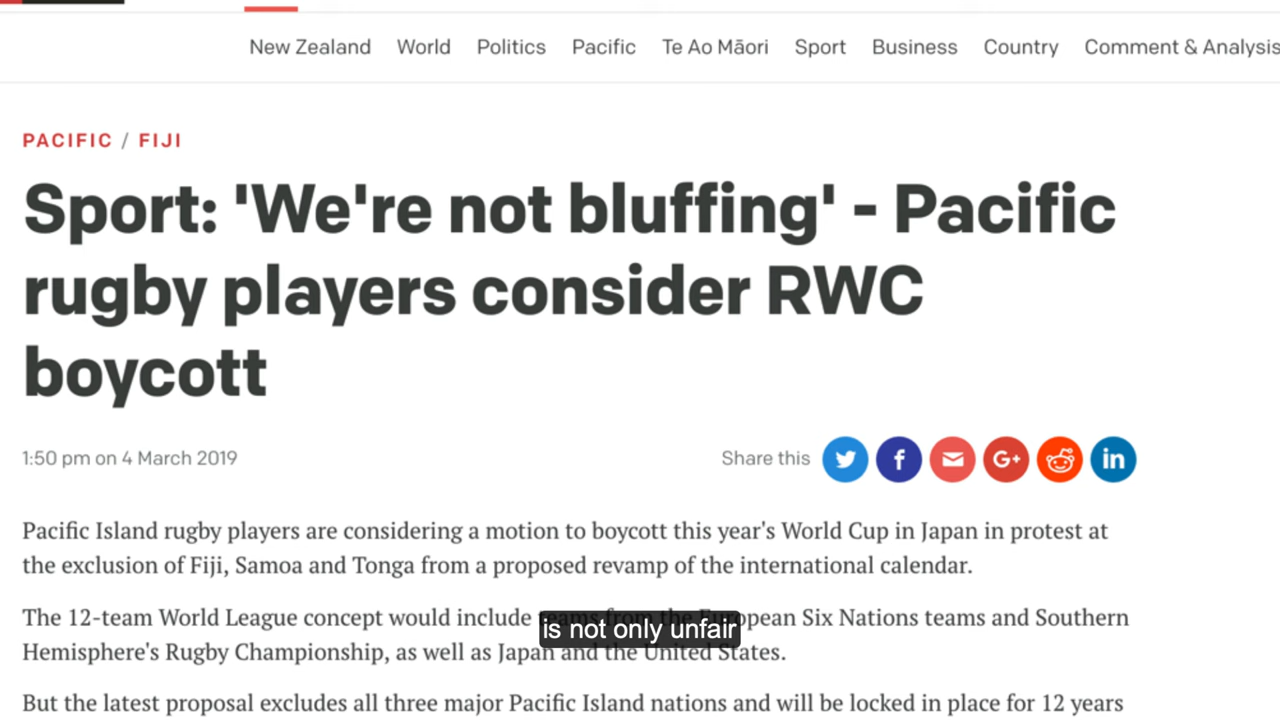 New Zealand World Politics Pacific Te Ao Māori Sport Business Country Comment & Analysis
PACIFIC / FIJI
Sport: 'We're not bluffing' - Pacific
rugby players consider RWC
boycott
1:50 pm on 4 March 2019
Share this
Pacific Island rugby players are considering a motion to boycott this year's World Cup in Japan in protest at
the exclusion of Fiji, Samoa and Tonga from a proposed revamp of the international calendar.
The 12-team World League concept would include teams from the European Six Nations teams and Southern
is not only unfair
Hemisphere's Rugby Championship, as well as Japan and the United States.
But the latest proposal excludes all three major Pacific Island nations and will be locked in place for 12 years